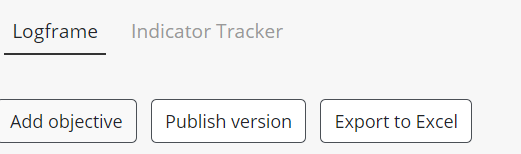 Logframe Indicator Tracker
Add objective Publish version Export to Excel